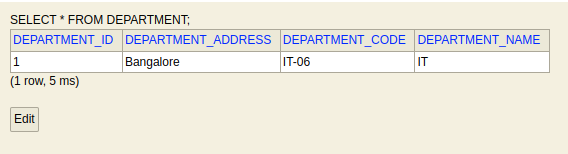 SELECT * FROM DEPARTMENT;
DEPARTMENT_ID DEPARTMENT_ADDRESS DEPARTMENT_CODE DEPARTMENT_NAME
1 Bangalore IT-06 IT
(1 row, 5 ms)
Edit